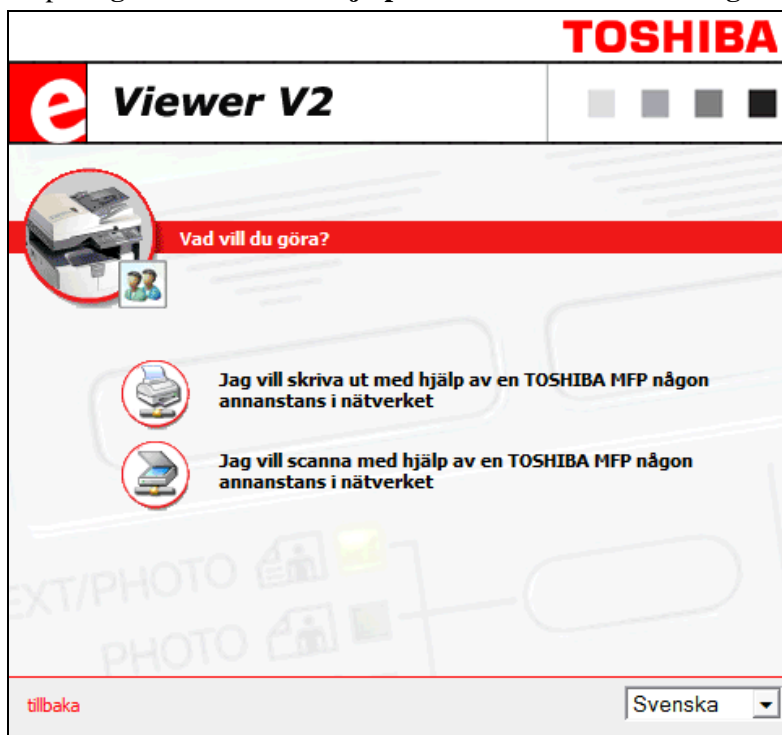 TOSHIBA
e Viewer V2
Vad vill du göra?
Jag vill skriva ut med hjälp av en TOSHIBA MFP någon
annanstans i nätverket
Jag vill scanna med hjälp av en TOSHIBA MFP någon
annanstans i nätverket
EXT/PHOTO
PHOTO
tillbaka
Svenska